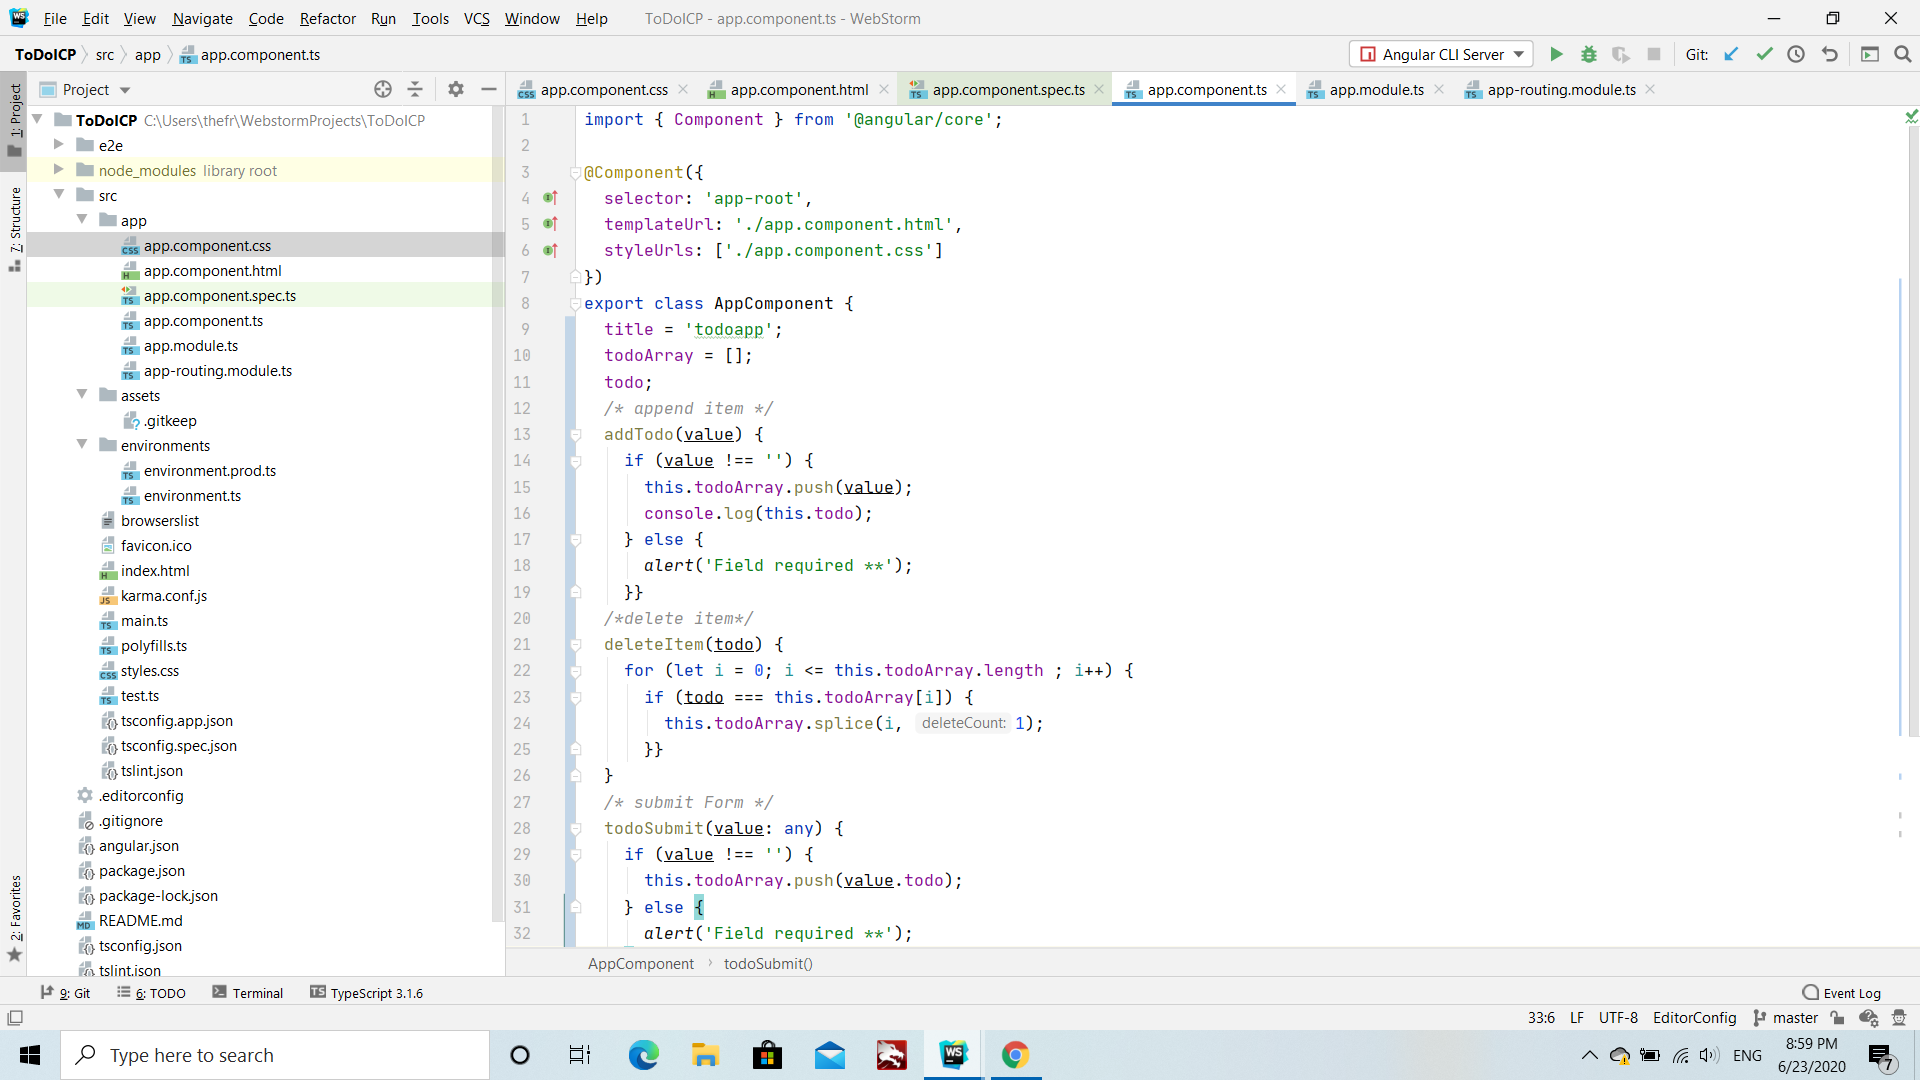 File Edit View Navigate Code Refactor Run Tools VCS Window Help ToDoICP - app.component.ts - WebStorm
ToDoICP src app app.component.ts Angular CLI Server Git:
1: Project
7: Structure
2: Favorites
Project
ToDoICP C:\Users\thefr\WebstormProjects\ToDoICP
e2e
node_modules library root
src
app
app.component.css
app.component.html
app.component.spec.ts
app.component.ts
app.module.ts
app-routing.module.ts
assets
.gitkeep
environments
environment.prod.ts
environment.ts
browserslist
favicon.ico
index.html
karma.conf.js
main.ts
polyfills.ts
styles.css
test.ts
tsconfig.app.json
tsconfig.spec.json
tslint.json
.editorconfig
.gitignore
angular.json
package.json
package-lock.json
README.md
tsconfig.json
tslint.json
app.component.css app.component.html app.component.spec.ts app.component.ts app.module.ts app-routing.module.ts
1 import { Component } from '@angular/core';
2
3 @Component({
4 selector: 'app-root',
5 templateUrl: './app.component.html',
6 styleUrls: ['./app.component.css']
7 })
8 export class AppComponent {
9 title = 'todoapp';
10 todoArray = [];
11 todo;
12 /* append item */
13 addTodo(value) {
14 if (value !== '') {
15 this.todoArray.push(value);
16 console.log(this.todo);
17 } else {
18 alert('Field required **');
19 }}
20 /*delete item*/
21 deleteItem(todo) {
22 for (let i = 0; i <= this.todoArray.length ; i++) {
23 if (todo === this.todoArray[i]) {
24 this.todoArray.splice(i, deleteCount: 1);
25 }}
26 }
27 /* submit Form */
28 todoSubmit(value: any) {
29 if (value !== '') {
30 this.todoArray.push(value.todo);
31 } else {
32 alert('Field required **');
AppComponent todoSubmit()
9: Git 6: TODO Terminal TypeScript 3.1.6 Event Log
33:6 LF UTF-8 EditorConfig master
Type here to search
ENG
8:59 PM
6/23/2020
7